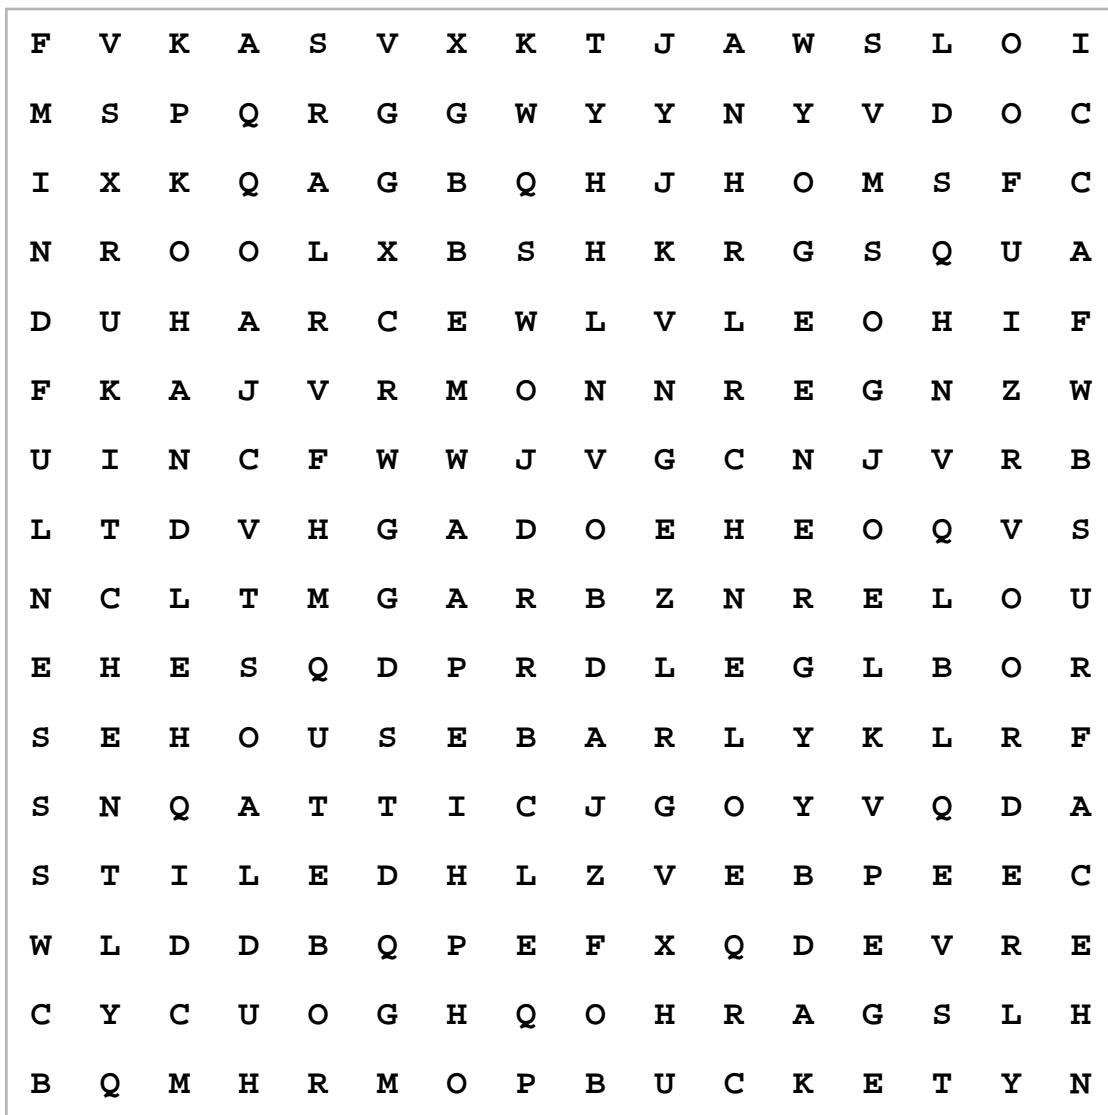 F V K A S V X K T J A W S L O I
M S P Q R G G W Y Y N Y V D O C
I X K Q A G B Q H J H O M S F C
N R O O L X B S H K R G S Q U A
D U H A R C E W L V L E O H I F
F K A J V R M O N N R E G N Z W
U I N C F W W J V G C N J V R B
L T D V H G A D O E H E O Q V S
N C L T M G A R B Z N R E L O U
E H E S Q D P R D L E G L B O R
S E H O U S E B A R L Y K L R F
S N Q A T T I C J G O Y V Q D A
S T I L E D H L Z V E B P E E C
W L D D B Q P E F X Q D E V R E
C Y C U O G H Q O H R A G S L H
B Q M H R M O P B U C K E T Y N